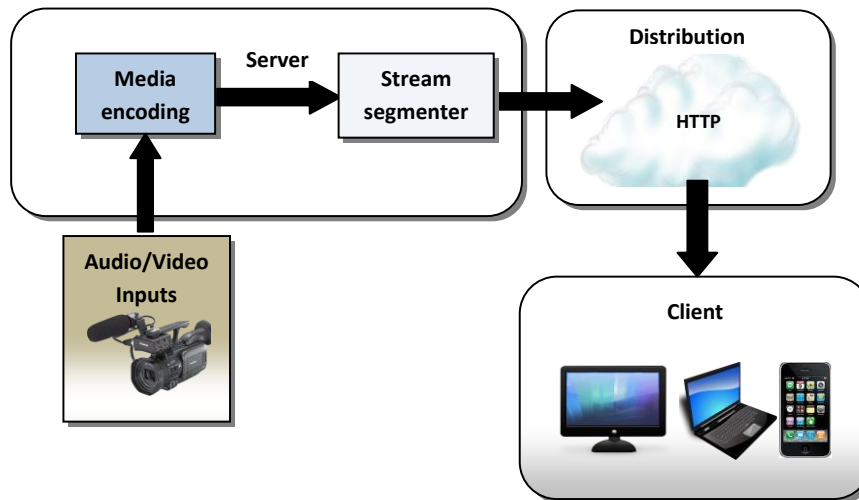 Server
Media
encoding
Stream
segmenter
Distribution
HTTP
Audio/Video
Inputs
Client